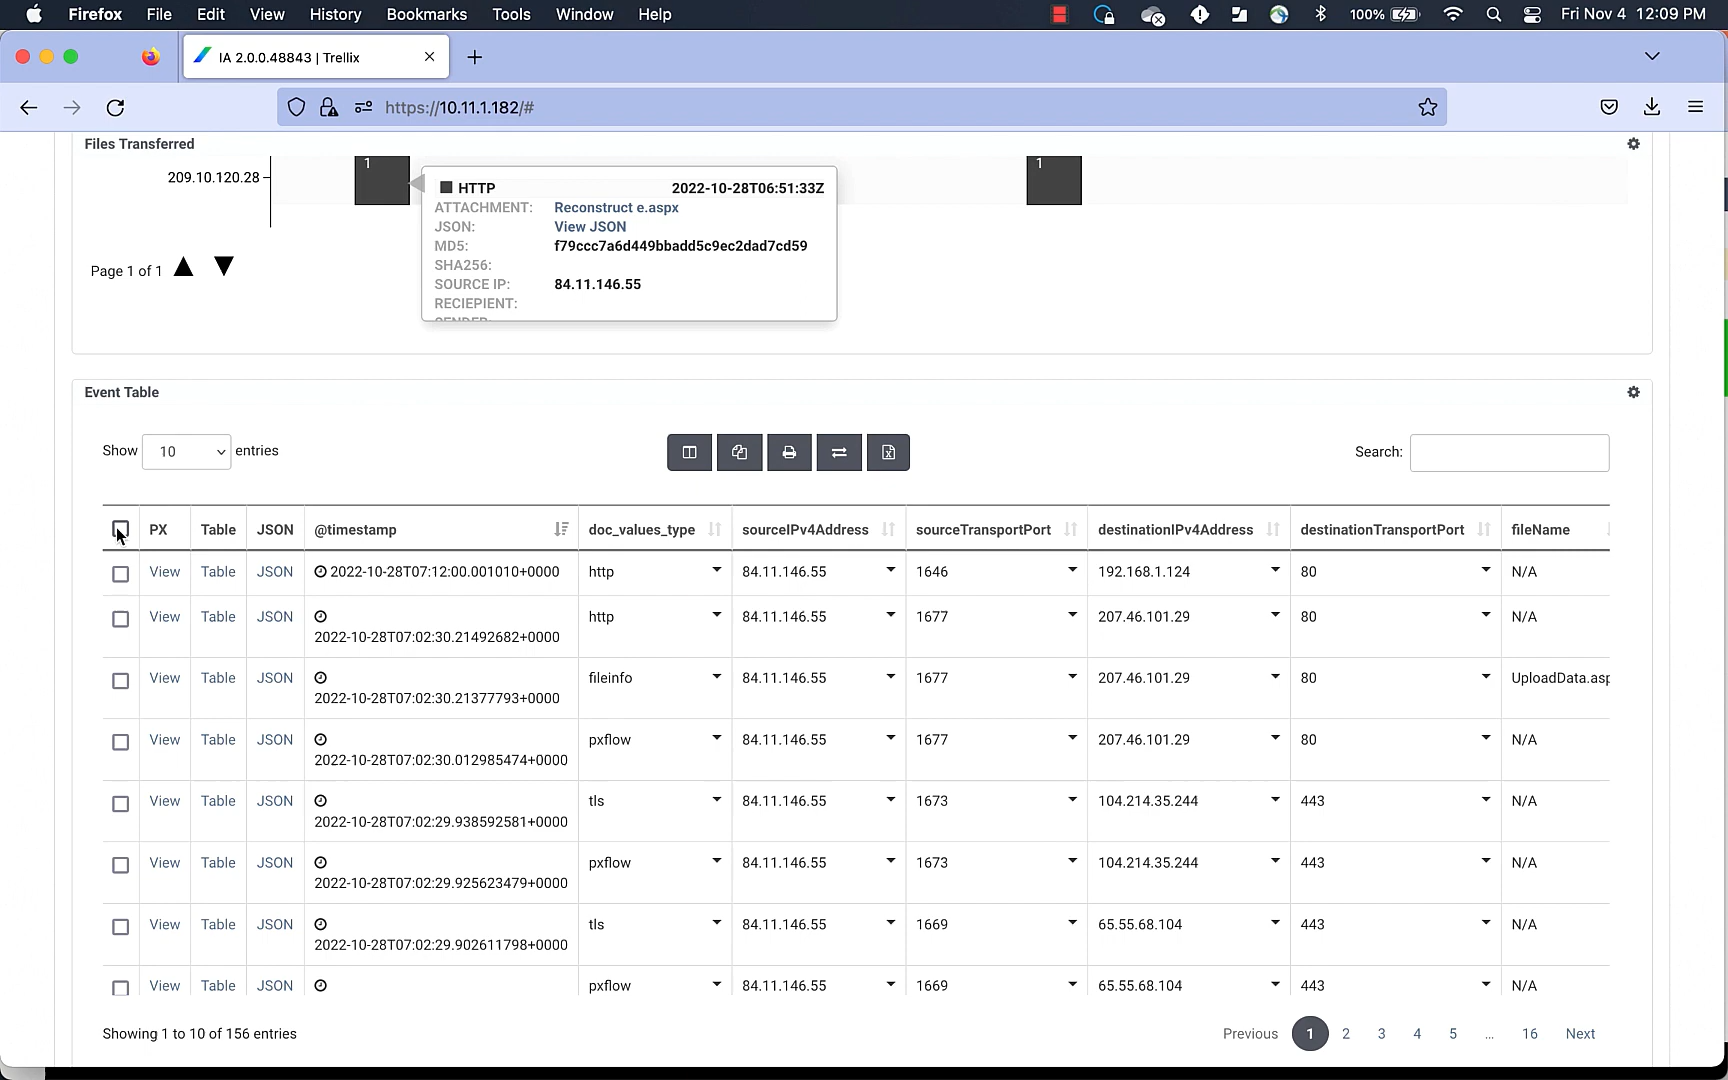 Firefox File Edit View History Bookmarks Tools Window Help 100% Fri Nov 4 12:09 PM
IA 2.0.0.48843 | Trellix
https://10.11.1.182/#
Files Transferred
1 1
209.10.120.28
HTTP 2022-10-28T06:51:33Z
ATTACHMENT: Reconstruct e.aspx
JSON: View JSON
MD5: f79ccc7a6d449bbadd5c9ec2dad7cd59
SHA256:
SOURCE IP: 84.11.146.55
RECIEPIENT:
SENDER:
Page 1 of 1
Event Table
Show 10 entries Search:
PX Table JSON @timestamp doc_values_type sourceIPv4Address sourceTransportPort destinationIPv4Address destinationTransportPort fileName
View Table JSON 2022-10-28T07:12:00.001010+0000 http 84.11.146.55 1646 192.168.1.124 80 N/A
View Table JSON http 84.11.146.55 1677 207.46.101.29 80 N/A
2022-10-28T07:02:30.21492682+0000
View Table JSON fileinfo 84.11.146.55 1677 207.46.101.29 80 UploadData.asp
2022-10-28T07:02:30.21377793+0000
View Table JSON pxflow 84.11.146.55 1677 207.46.101.29 80 N/A
2022-10-28T07:02:30.012985474+0000
View Table JSON tls 84.11.146.55 1673 104.214.35.244 443 N/A
2022-10-28T07:02:29.938592581+0000
View Table JSON pxflow 84.11.146.55 1673 104.214.35.244 443 N/A
2022-10-28T07:02:29.925623479+0000
View Table JSON tls 84.11.146.55 1669 65.55.68.104 443 N/A
2022-10-28T07:02:29.902611798+0000
View Table JSON pxflow 84.11.146.55 1669 65.55.68.104 443 N/A
Showing 1 to 10 of 156 entries Previous 1 2 3 4 5 ... 16 Next